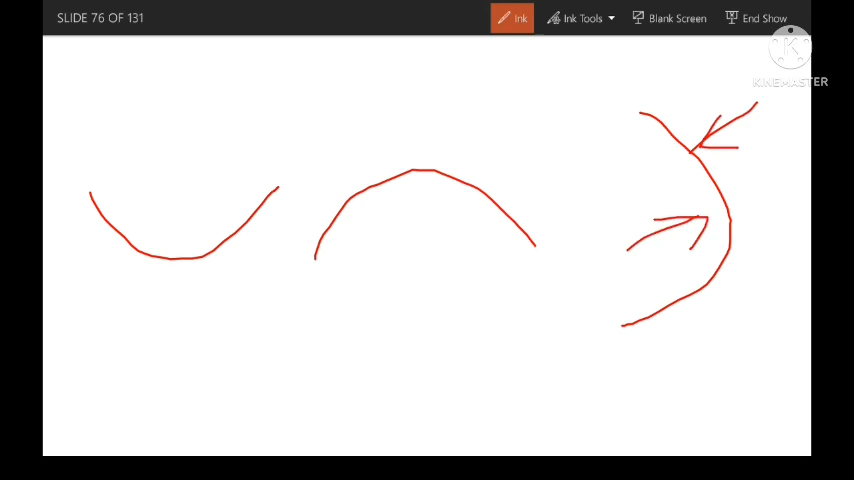 SLIDE 76 OF 131
Ink
Ink Tools
Blank Screen
End Show
K
KINEMASTER